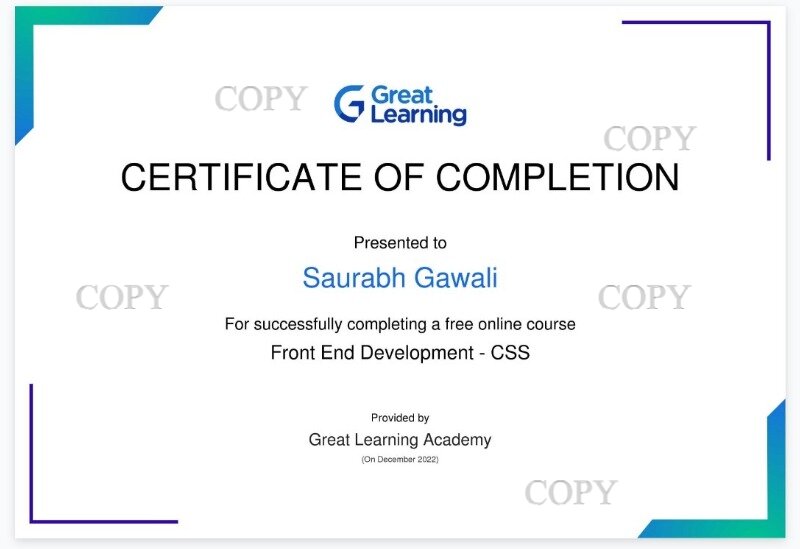 COPY
Great
Learning
COPY
CERTIFICATE OF COMPLETION
Presented to
Saurabh Gawali
COPY
COPY
For successfully completing a free online course
Front End Development - CSS
Provided by
Great Learning Academy
(On December 2022)
COPY